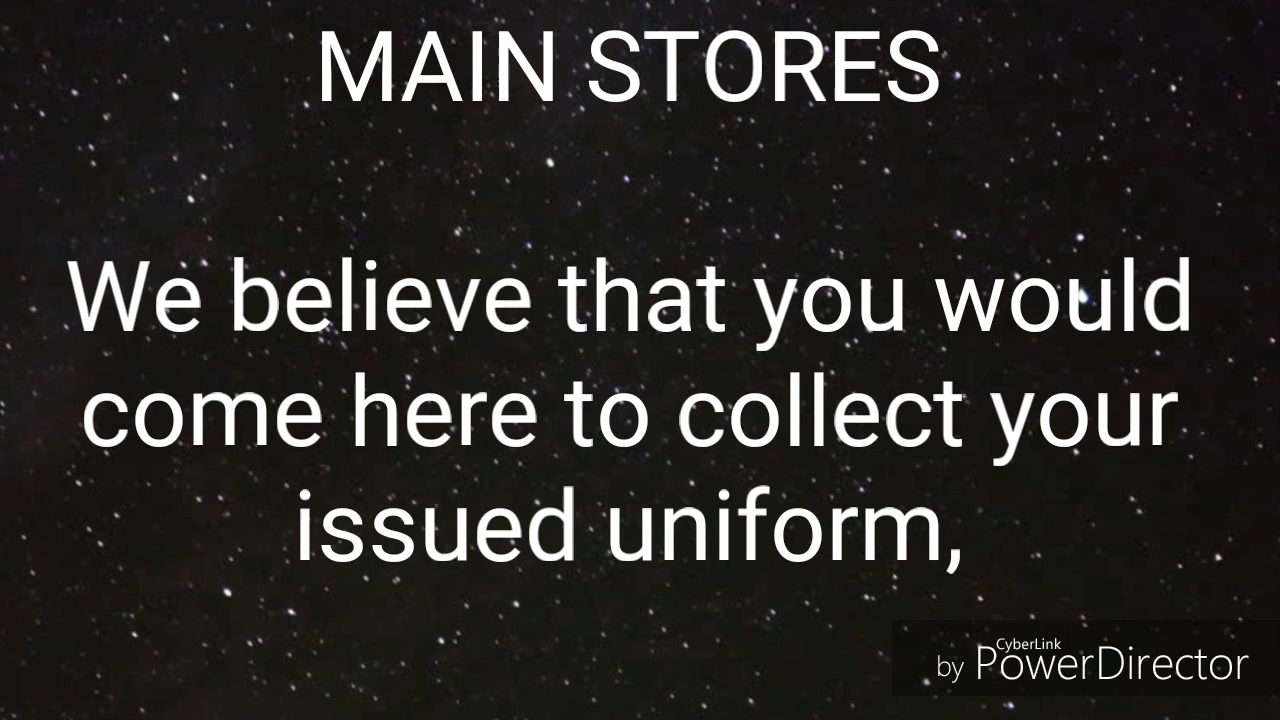 MAIN STORES
We believe that you would
come here to collect your
issued uniform,
by CyberLink PowerDirector